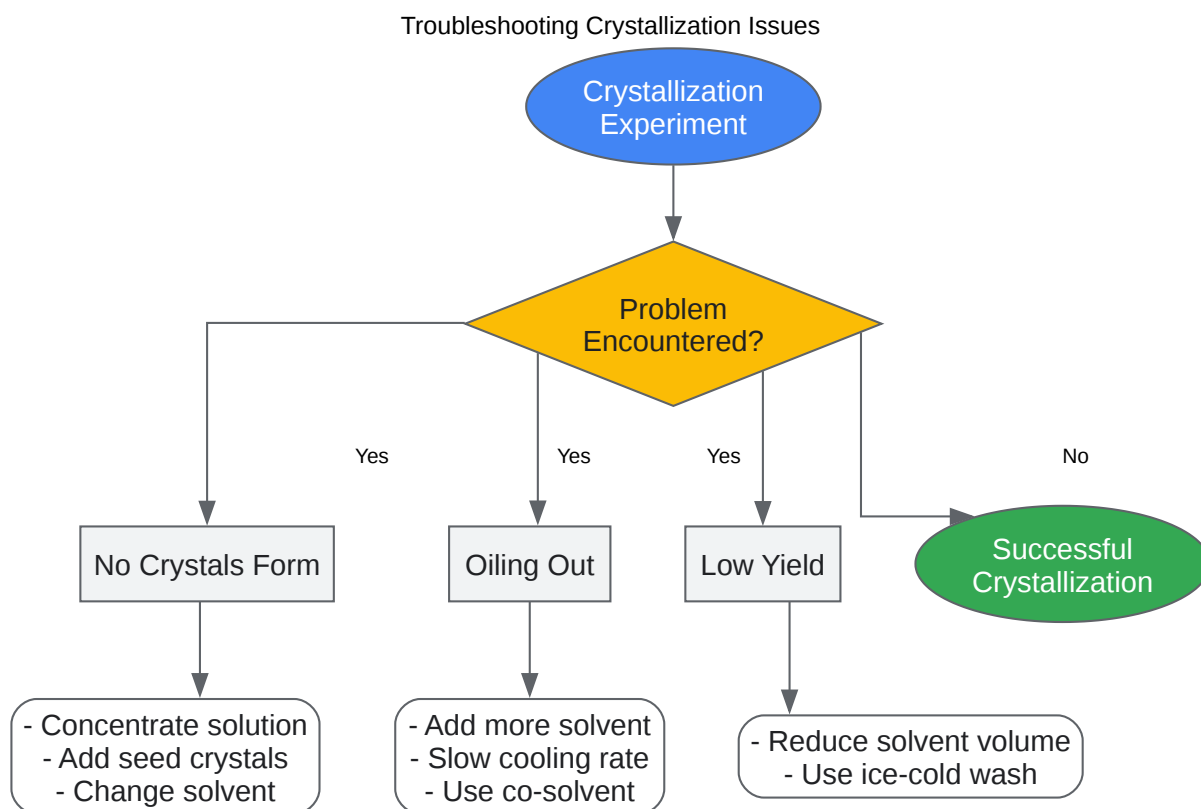 Troubleshooting Crystallization Issues
Crystallization
Experiment
Problem
Encountered?
Yes
Yes
Yes
No
No Crystals Form
Oiling Out
Low Yield
Successful
Crystallization
- Concentrate solution
- Add seed crystals
- Change solvent
- Add more solvent
- Slow cooling rate
- Use co-solvent
- Reduce solvent volume
- Use ice-cold wash